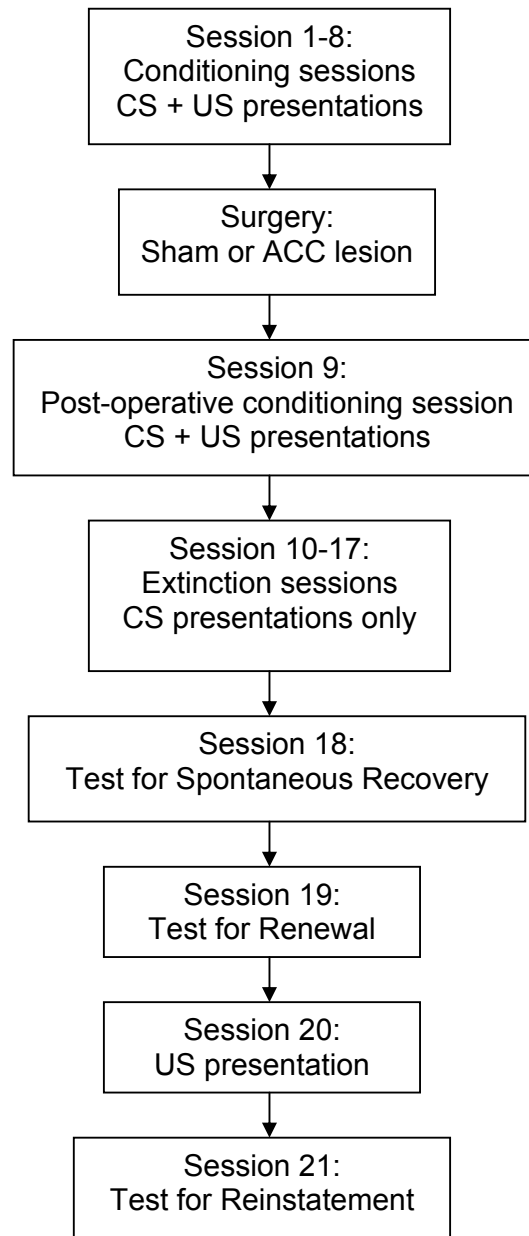 Session 1-8:
Conditioning sessions
CS + US presentations
Surgery:
Sham or ACC lesion
Session 9:
Post-operative conditioning session
CS + US presentations
Session 10-17:
Extinction sessions
CS presentations only
Session 18:
Test for Spontaneous Recovery
Session 19:
Test for Renewal
Session 20:
US presentation
Session 21:
Test for Reinstatement